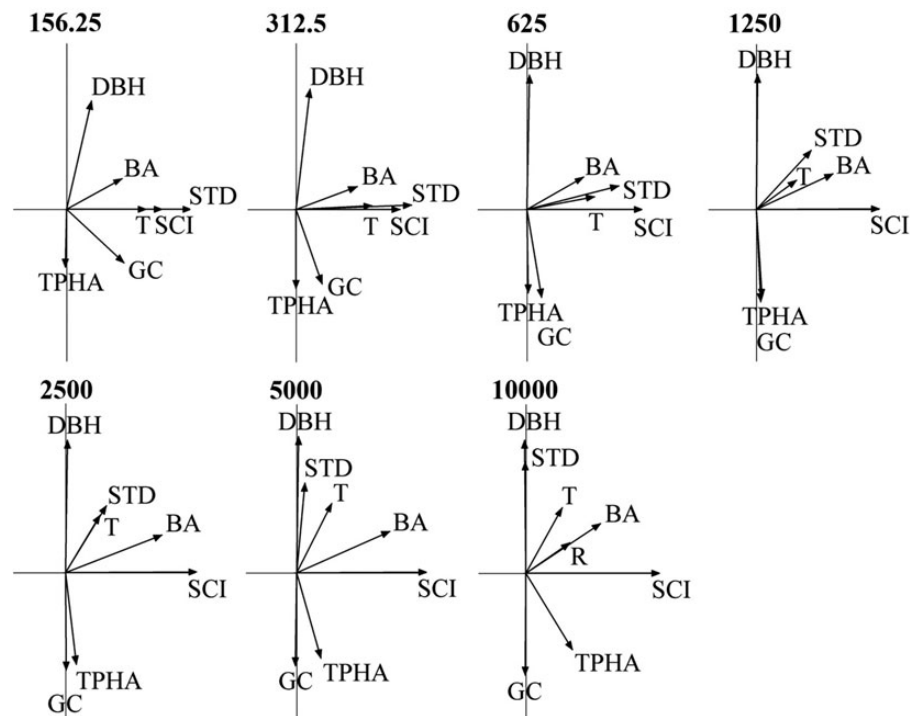 156.25
DBH
BA
STD
T SCI
GC
TPHA
312.5
DBH
BA
STD
T SCI
GC
TPHA
625
DBH
BA
STD
T
SCI
TPHA
GC
1250
DBH
STD
T BA
SCI
TPHA
GC
2500
DBH
STD
T BA
SCI
TPHA
GC
5000
DBH
STD
T
BA
SCI
TPHA
GC
10000
DBH
STD
T
BA
R
SCI
TPHA
GC